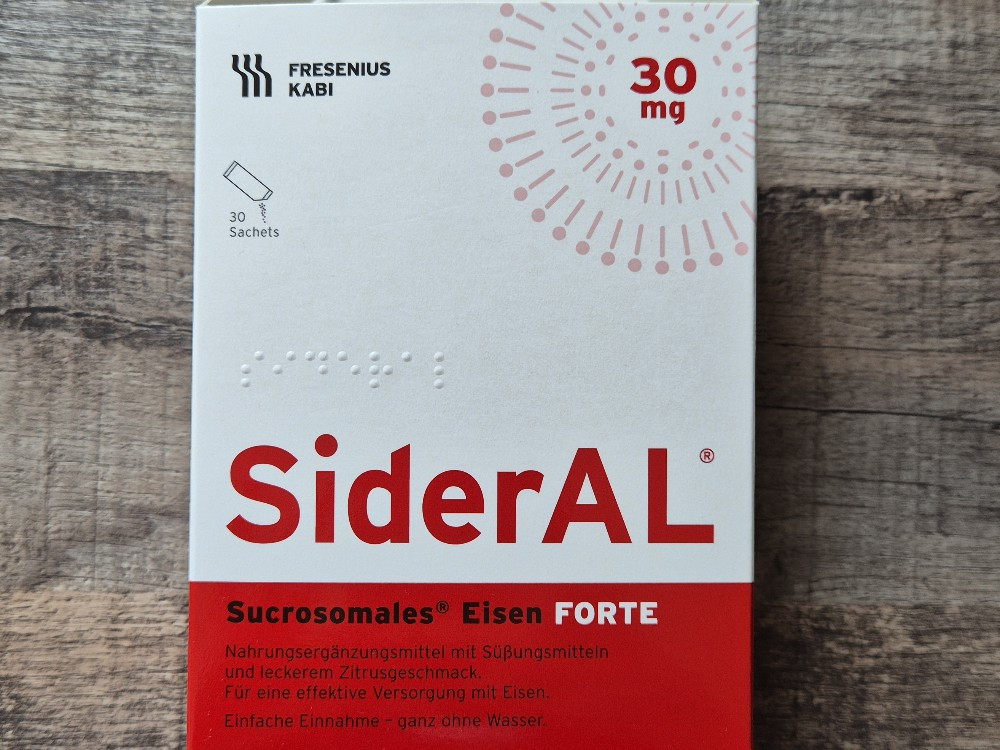 FRESENIUS
KABI
30
mg
30
Sachets
SiderAL®
Sucrosomales® Eisen FORTE
Nahrungsergänzungsmittel mit Süßungsmitteln
und leckerem Zitrusgeschmack.
Für eine effektive Versorgung mit Eisen.
Einfache Einnahme – ganz ohne Wasser.